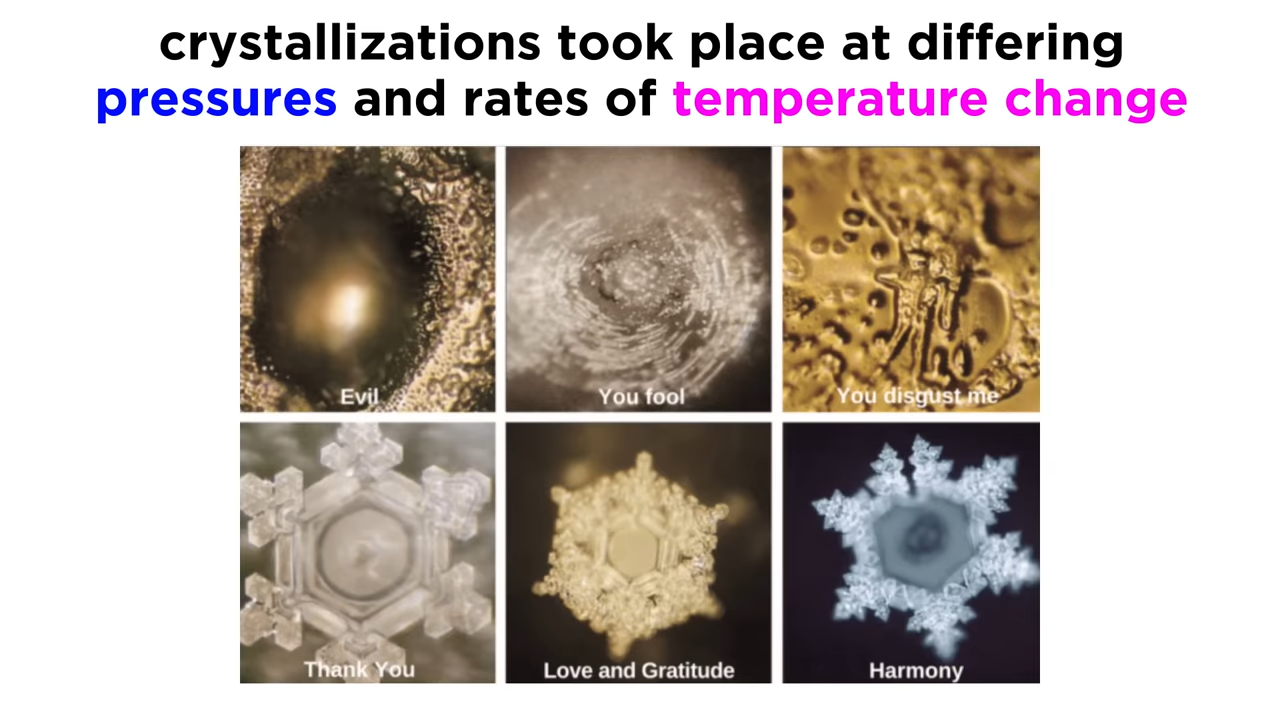 crystallizations took place at differing
pressures and rates of temperature change
Evil
You fool
You disgust me
Thank You
Love and Gratitude
Harmony